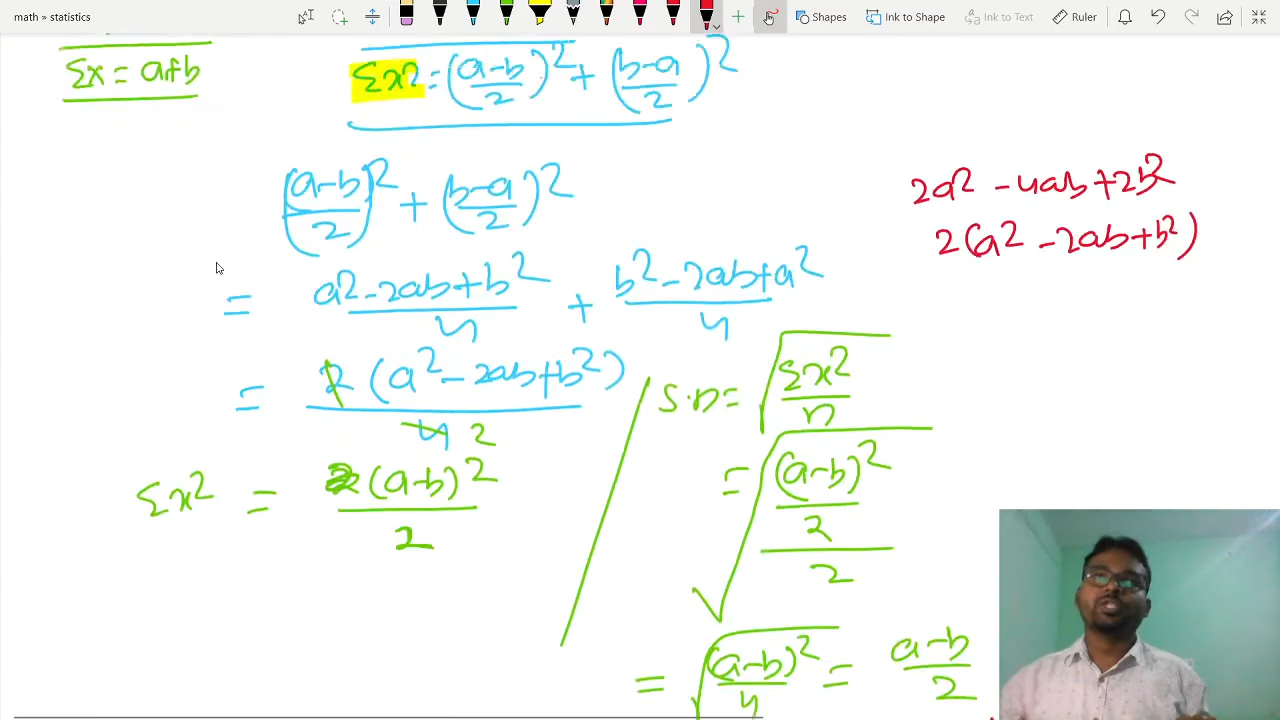 math » statistics
Shapes Ink to Shape Ink to Text Ruler
Σx = a+b
Σx² = (a-b/2)² + (b-a/2)²
(a-b/2)² + (b-a/2)²
= a²-2ab+b²/4 + b²-2ab+a²/4
= 2(a²-2ab+b²)/4 2
Σx² = (a-b)²/2
S.D = √(Σx²/n)
= √((a-b)²/2/2)
= √((a-b)²/4) = a-b/2
2a² - 4ab + 2b²
2(a² - 2ab + b²)